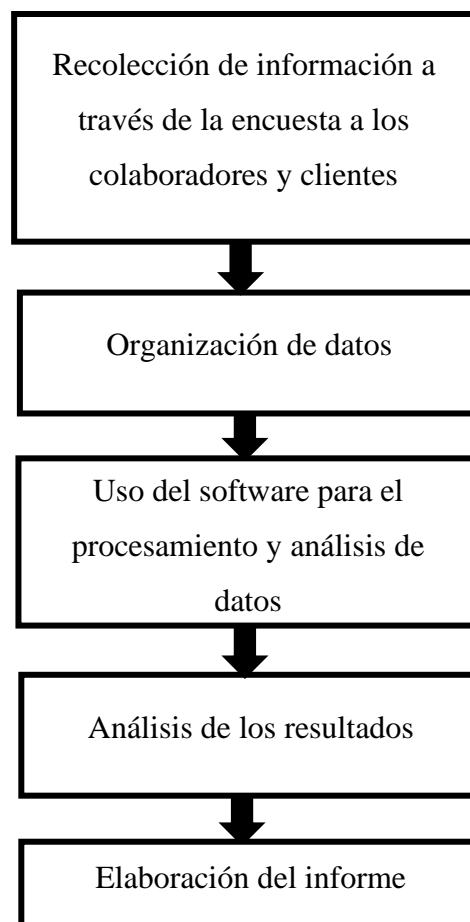 Recolección de información a
través de la encuesta a los
colaboradores y clientes
Organización de datos
Uso del software para el
procesamiento y análisis de
datos
Análisis de los resultados
Elaboración del informe